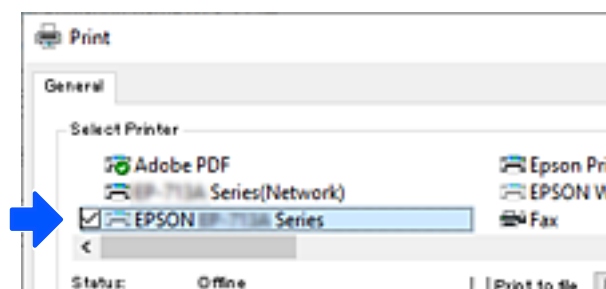 Print
General
Select Printer
Adobe PDF
Series(Network)
EPSON Series
Epson Pri
EPSON W
Fax
Status: Offline
Print to file